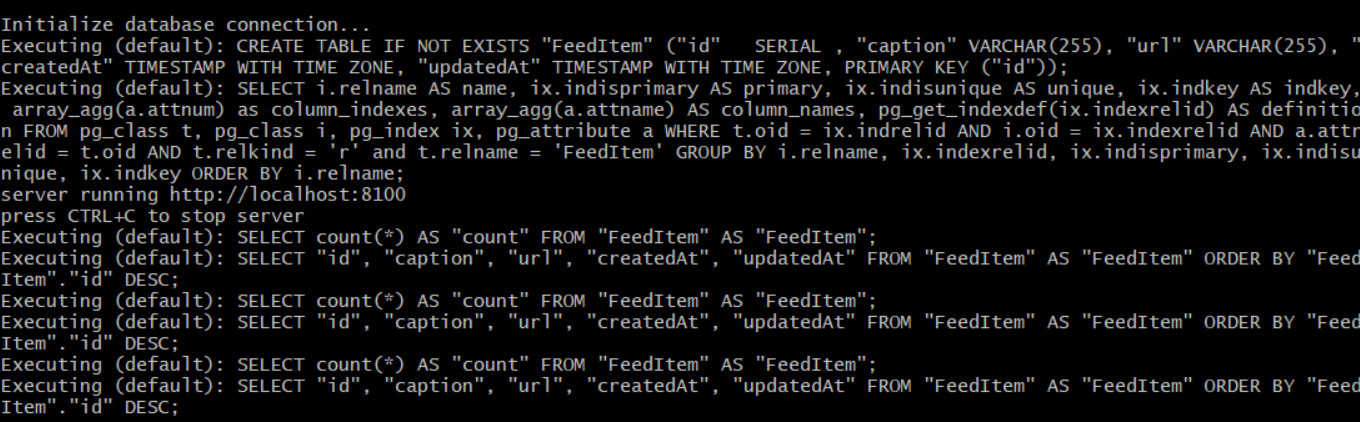 Initialize database connection...
Executing (default): CREATE TABLE IF NOT EXISTS "FeedItem" ("id"   SERIAL , "caption" VARCHAR(255), "url" VARCHAR(255), "
createdAt" TIMESTAMP WITH TIME ZONE, "updatedAt" TIMESTAMP WITH TIME ZONE, PRIMARY KEY ("id"));
Executing (default): SELECT i.relname AS name, ix.indisprimary AS primary, ix.indisunique AS unique, ix.indkey AS indkey,
 array_agg(a.attnum) as column_indexes, array_agg(a.attname) AS column_names, pg_get_indexdef(ix.indexrelid) AS definitio
n FROM pg_class t, pg_class i, pg_index ix, pg_attribute a WHERE t.oid = ix.indrelid AND i.oid = ix.indexrelid AND a.attr
elid = t.oid AND t.relkind = 'r' and t.relname = 'FeedItem' GROUP BY i.relname, ix.indexrelid, ix.indisprimary, ix.indisu
nique, ix.indkey ORDER BY i.relname;
server running http://localhost:8100
press CTRL+C to stop server
Executing (default): SELECT count(*) AS "count" FROM "FeedItem" AS "FeedItem";
Executing (default): SELECT "id", "caption", "url", "createdAt", "updatedAt" FROM "FeedItem" AS "FeedItem" ORDER BY "Feed
Item"."id" DESC;
Executing (default): SELECT count(*) AS "count" FROM "FeedItem" AS "FeedItem";
Executing (default): SELECT "id", "caption", "url", "createdAt", "updatedAt" FROM "FeedItem" AS "FeedItem" ORDER BY "Feed
Item"."id" DESC;
Executing (default): SELECT count(*) AS "count" FROM "FeedItem" AS "FeedItem";
Executing (default): SELECT "id", "caption", "url", "createdAt", "updatedAt" FROM "FeedItem" AS "FeedItem" ORDER BY "Feed
Item"."id" DESC;